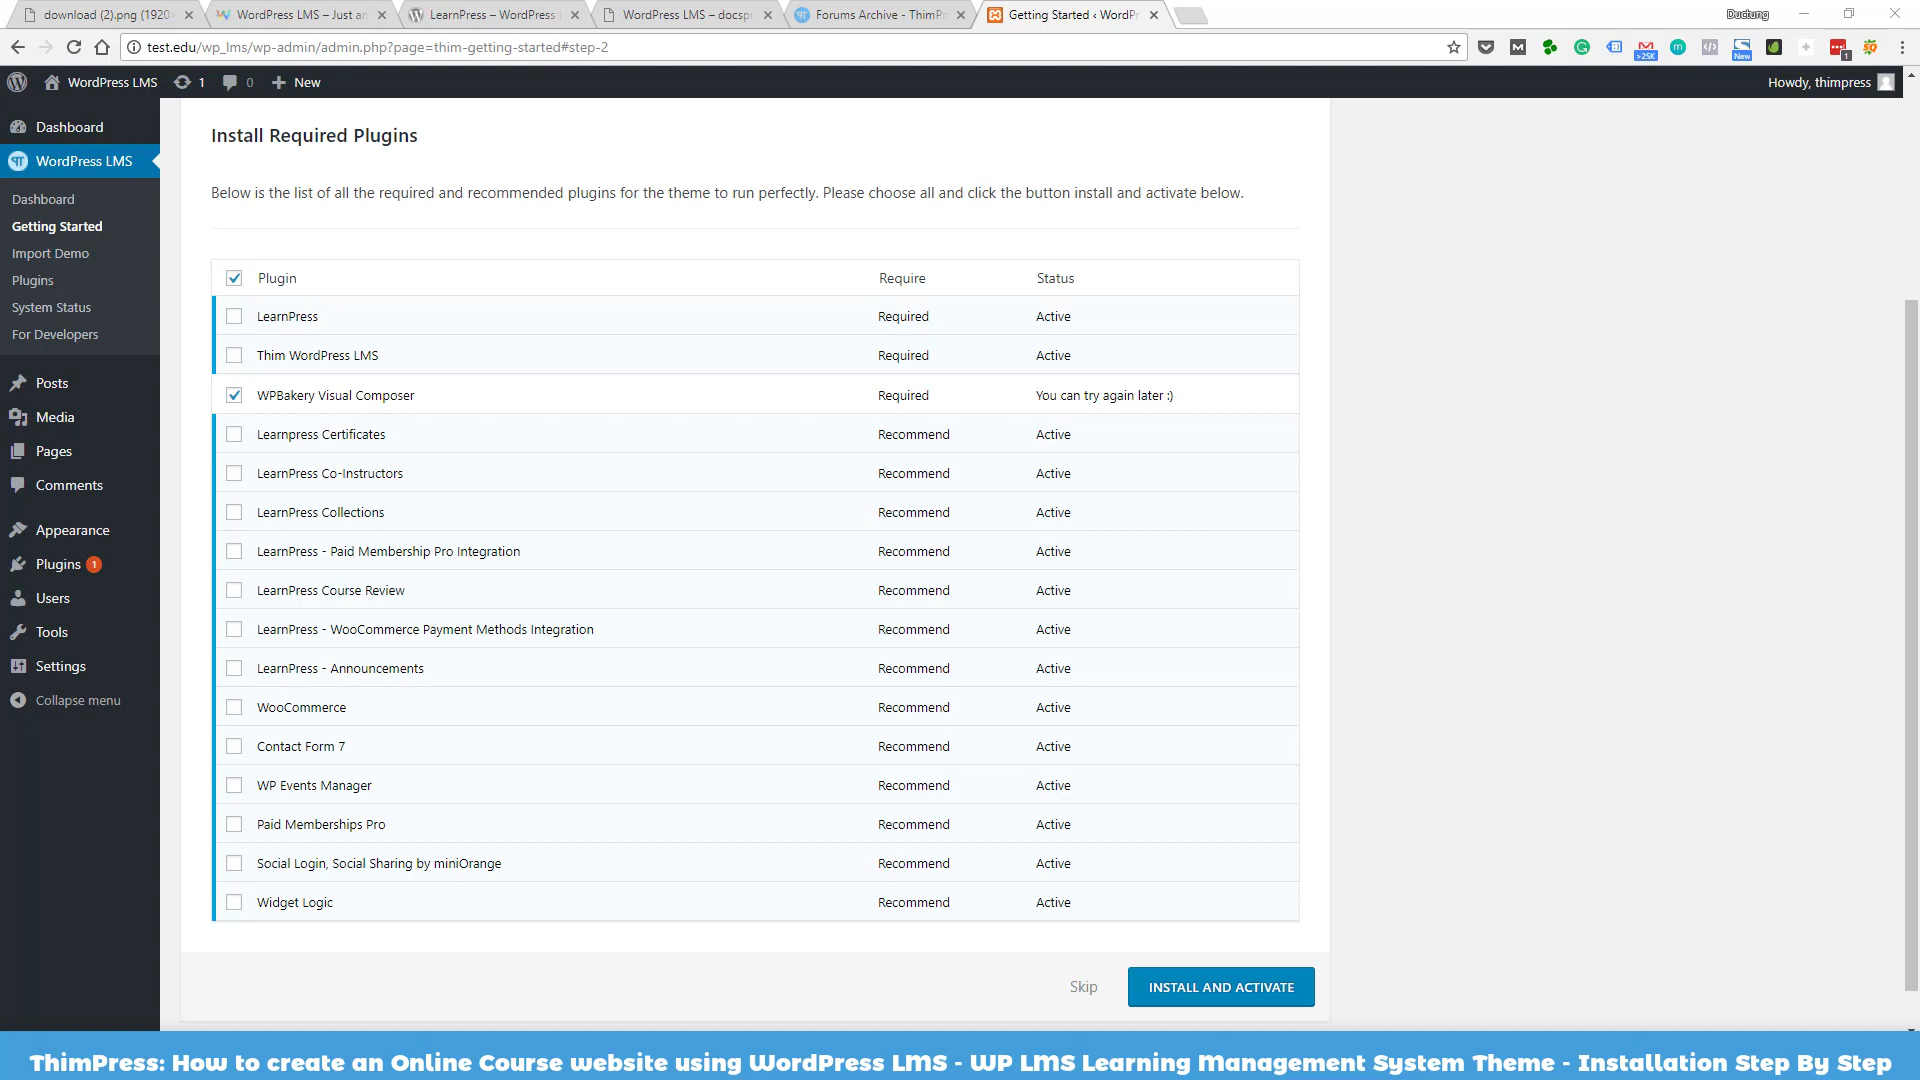 download (2).png (1920
WordPress LMS – Just an
LearnPress – WordPress
WordPress LMS – docspr
Forums Archive - ThimPr
Getting Started ‹ WordPr
Ductung
test.edu/wp_lms/wp-admin/admin.php?page=thim-getting-started#step-2
>25K
New
1
WordPress LMS 1 0 New
Howdy, thimpress
Dashboard
WordPress LMS
Dashboard
Getting Started
Import Demo
Plugins
System Status
For Developers
Posts
Media
Pages
Comments
Appearance
Plugins 1
Users
Tools
Settings
Collapse menu
Install Required Plugins
Below is the list of all the required and recommended plugins for the theme to run perfectly. Please choose all and click the button install and activate below.
Plugin Require Status
LearnPress Required Active
Thim WordPress LMS Required Active
WPBakery Visual Composer Required You can try again later :)
Learnpress Certificates Recommend Active
LearnPress Co-Instructors Recommend Active
LearnPress Collections Recommend Active
LearnPress - Paid Membership Pro Integration Recommend Active
LearnPress Course Review Recommend Active
LearnPress - WooCommerce Payment Methods Integration Recommend Active
LearnPress - Announcements Recommend Active
WooCommerce Recommend Active
Contact Form 7 Recommend Active
WP Events Manager Recommend Active
Paid Memberships Pro Recommend Active
Social Login, Social Sharing by miniOrange Recommend Active
Widget Logic Recommend Active
Skip INSTALL AND ACTIVATE
ThimPress: How to create an Online Course website using WordPress LMS - WP LMS Learning Management System Theme - Installation Step By Step